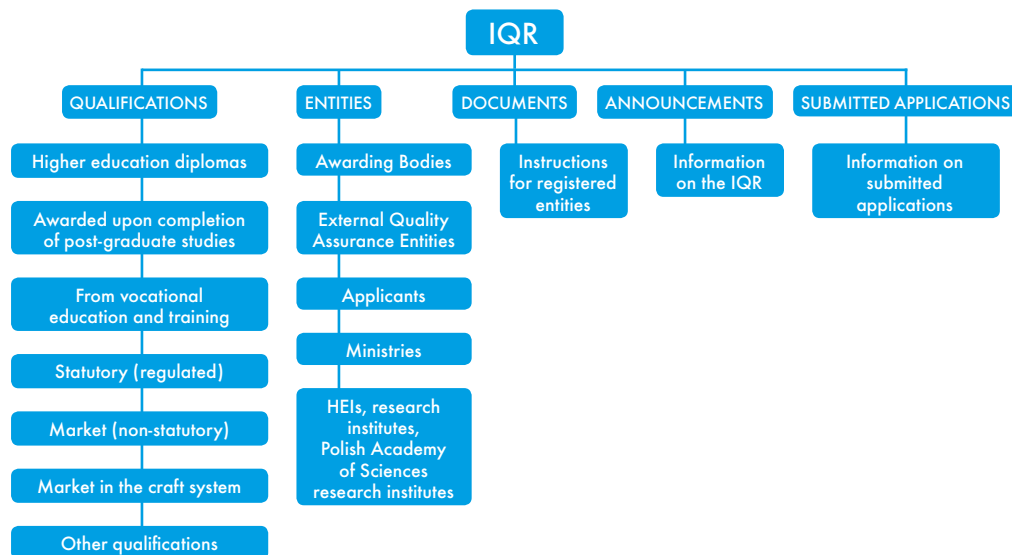 IQR
QUALIFICATIONS
Higher education diplomas
Awarded upon completion
of post-graduate studies
From vocational
education and training
Statutory (regulated)
Market (non-statutory)
Market in the craft system
Other qualifications
ENTITIES
Awarding Bodies
External Quality
Assurance Entities
Applicants
Ministries
HEIs, research
institutes,
Polish Academy
of Sciences
research institutes
DOCUMENTS
Instructions
for registered
entities
ANNOUNCEMENTS
Information
on the IQR
SUBMITTED APPLICATIONS
Information on
submitted
applications